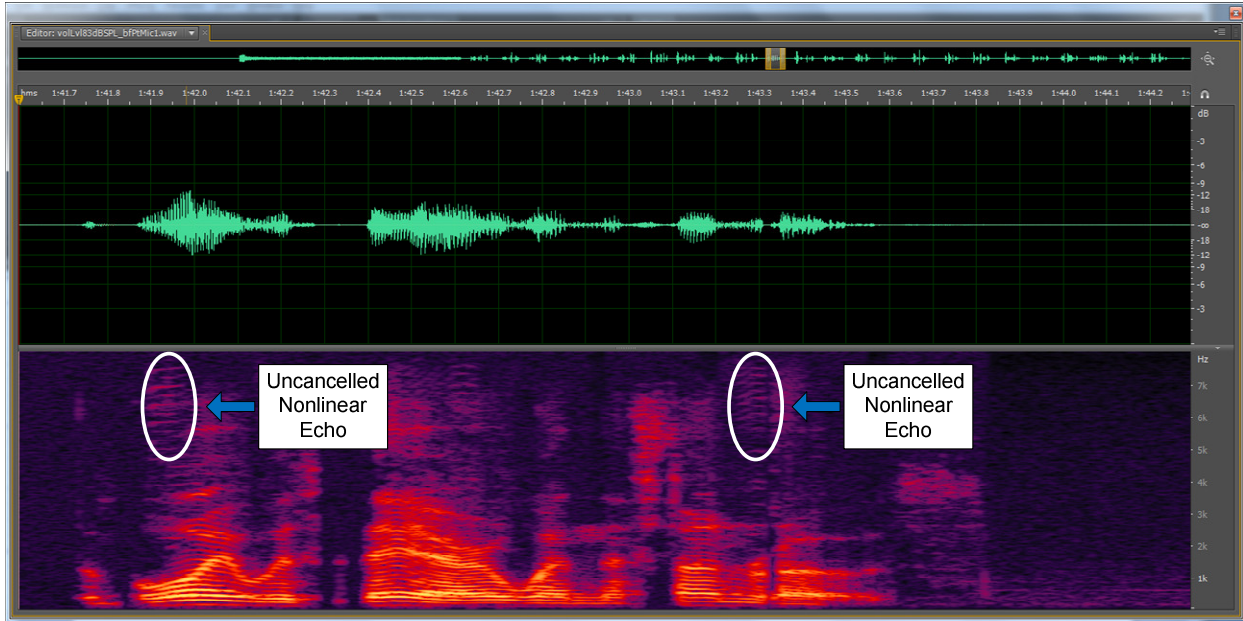 Editor: volLvl83dBSPL_bfPtMic1.wav
hms 1:41.7 1:41.8 1:41.9 1:42.0 1:42.1 1:42.2 1:42.3 1:42.4 1:42.5 1:42.6 1:42.7 1:42.8 1:42.9 1:43.0 1:43.1 1:43.2 1:43.3 1:43.4 1:43.5 1:43.6 1:43.7 1:43.8 1:43.9 1:44.0 1:44.1 1:44.2 1:
dB
-3
-6
-9
-12
-18
-∞
-18
-12
-9
-6
-3
Hz
7k
6k
5k
4k
3k
2k
1k
Uncancelled
Nonlinear
Echo
Uncancelled
Nonlinear
Echo